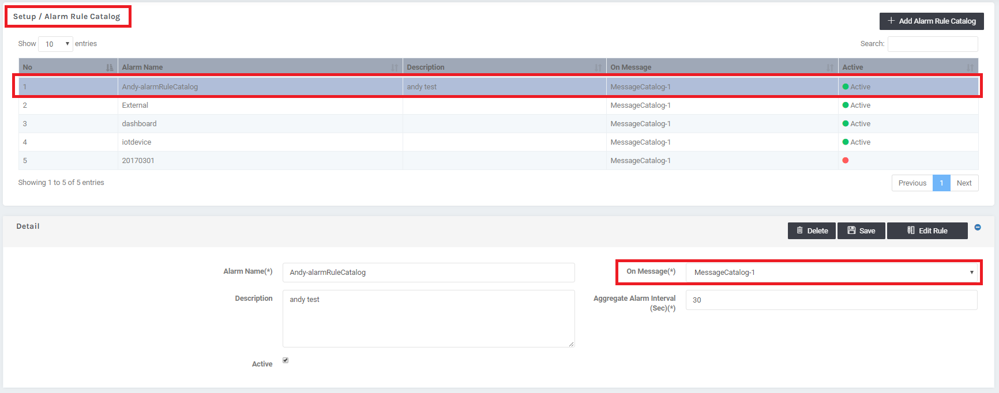 Setup / Alarm Rule Catalog
Add Alarm Rule Catalog
Show 10 entries
Search:
No Alarm Name Description On Message Active
1 Andy-alarmRuleCatalog andy test MessageCatalog-1 Active
2 External MessageCatalog-1 Active
3 dashboard MessageCatalog-1 Active
4 iotdevice MessageCatalog-1 Active
5 20170301 MessageCatalog-1
Showing 1 to 5 of 5 entries
Previous 1 Next
Detail
Delete Save Edit Rule
Alarm Name(*) Andy-alarmRuleCatalog
On Message(*) MessageCatalog-1
Description andy test
Aggregate Alarm Interval
(Sec)(*)
30
Active